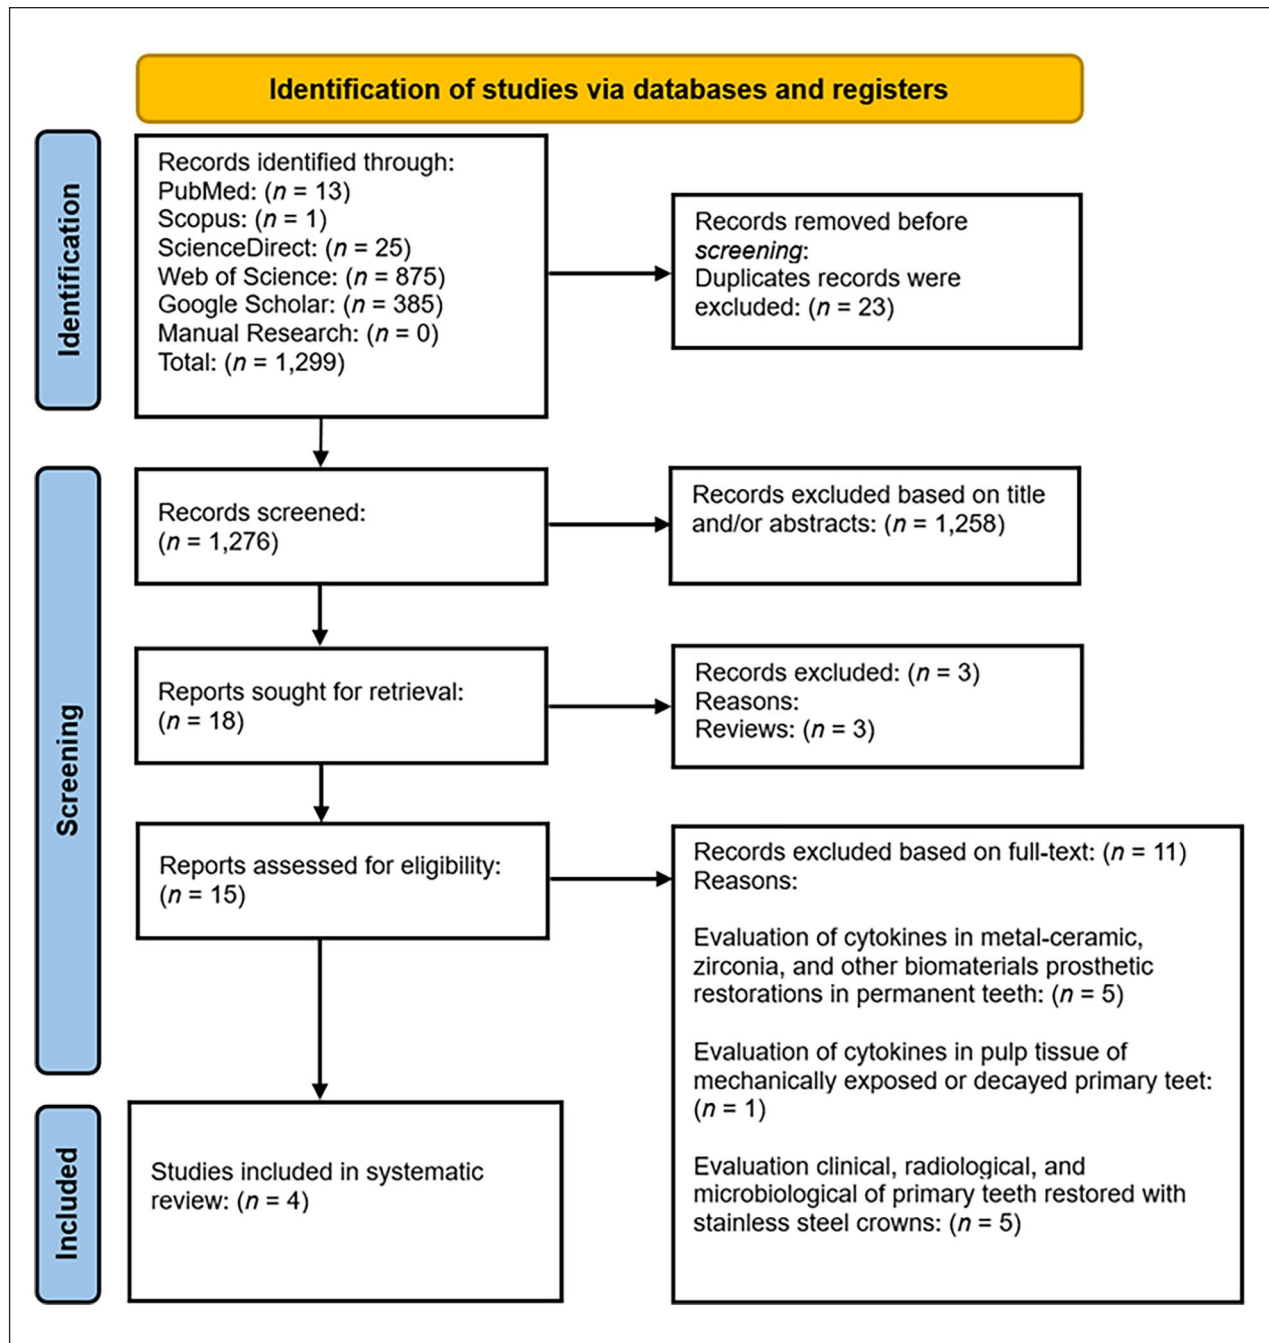 Identification of studies via databases and registers
Identification
Records identified through:
PubMed: (n = 13)
Scopus: (n = 1)
ScienceDirect: (n = 25)
Web of Science: (n = 875)
Google Scholar: (n = 385)
Manual Research: (n = 0)
Total: (n = 1,299)
Records removed before
screening:
Duplicates records were
excluded: (n = 23)
Screening
Records screened:
(n = 1,276)
Records excluded based on title
and/or abstracts: (n = 1,258)
Reports sought for retrieval:
(n = 18)
Records excluded: (n = 3)
Reasons:
Reviews: (n = 3)
Reports assessed for eligibility:
(n = 15)
Records excluded based on full-text: (n = 11)
Reasons:
Evaluation of cytokines in metal-ceramic,
zirconia, and other biomaterials prosthetic
restorations in permanent teeth: (n = 5)
Evaluation of cytokines in pulp tissue of
mechanically exposed or decayed primary teet:
(n = 1)
Evaluation clinical, radiological, and
microbiological of primary teeth restored with
stainless steel crowns: (n = 5)
Included
Studies included in systematic
review: (n = 4)